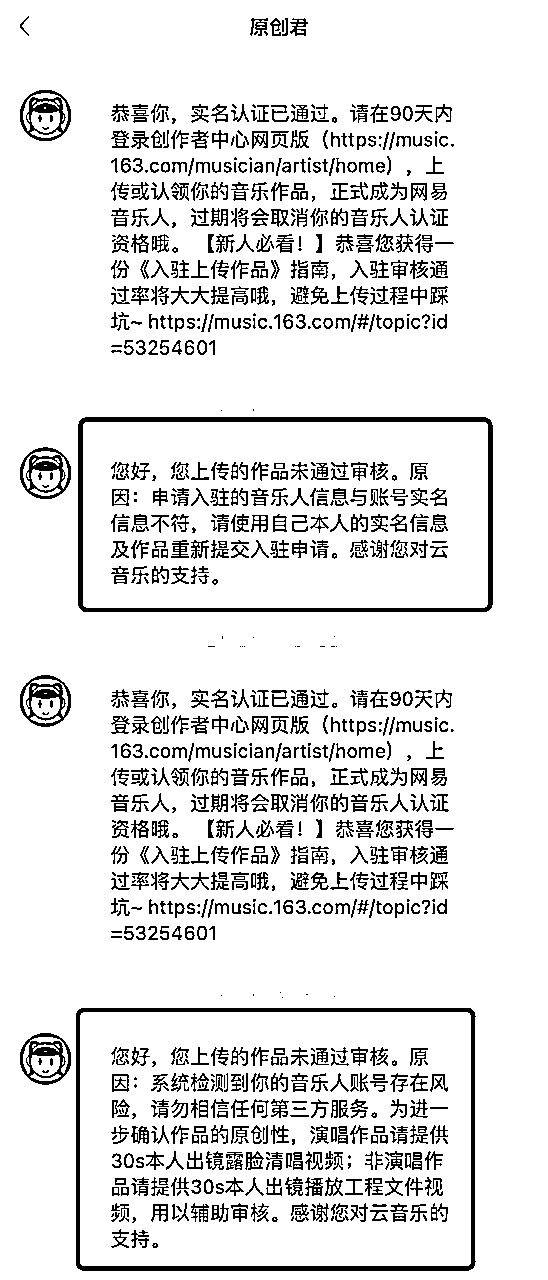 原创君
恭喜你，实名认证已通过。请在90天内
登录创作者中心网页版（https://music.
163.com/musician/artist/home），上
传或认领你的音乐作品，正式成为网易
音乐人，过期将会取消你的音乐人认证
资格哦。【新人必看！】恭喜您获得一
份《入驻上传作品》指南，入驻审核通
过率将大大提高哦，避免上传过程中踩
坑~ https://music.163.com/#/topic?id
=53254601
您好，您上传的作品未通过审核。原
因：申请入驻的音乐人信息与账号实名
信息不符，请使用自己本人的实名信息
及作品重新提交入驻申请。感谢您对云
音乐的支持。
恭喜你，实名认证已通过。请在90天内
登录创作者中心网页版（https://music.
163.com/musician/artist/home），上
传或认领你的音乐作品，正式成为网易
音乐人，过期将会取消你的音乐人认证
资格哦。【新人必看！】恭喜您获得一
份《入驻上传作品》指南，入驻审核通
过率将大大提高哦，避免上传过程中踩
坑~ https://music.163.com/#/topic?id
=53254601
您好，您上传的作品未通过审核。原
因：系统检测到你的音乐人账号存在风
险，请勿相信任何第三方服务。为进一
步确认作品的原创性，演唱作品请提供
30s本人出镜露脸清唱视频；非演唱作
品请提供30s本人出镜播放工程文件视
频，用以辅助审核。感谢您对云音乐的
支持。